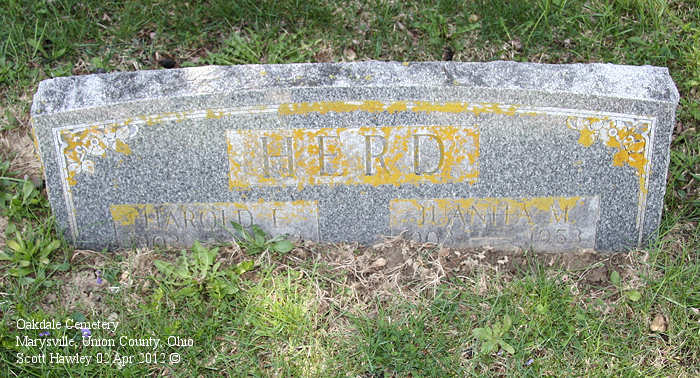 HERD
HAROLD JUANITA M.
1953
Oakdale Cemetery
Marysville, Union County, Ohio
Scott Hawley 02 Apr 2012 ©